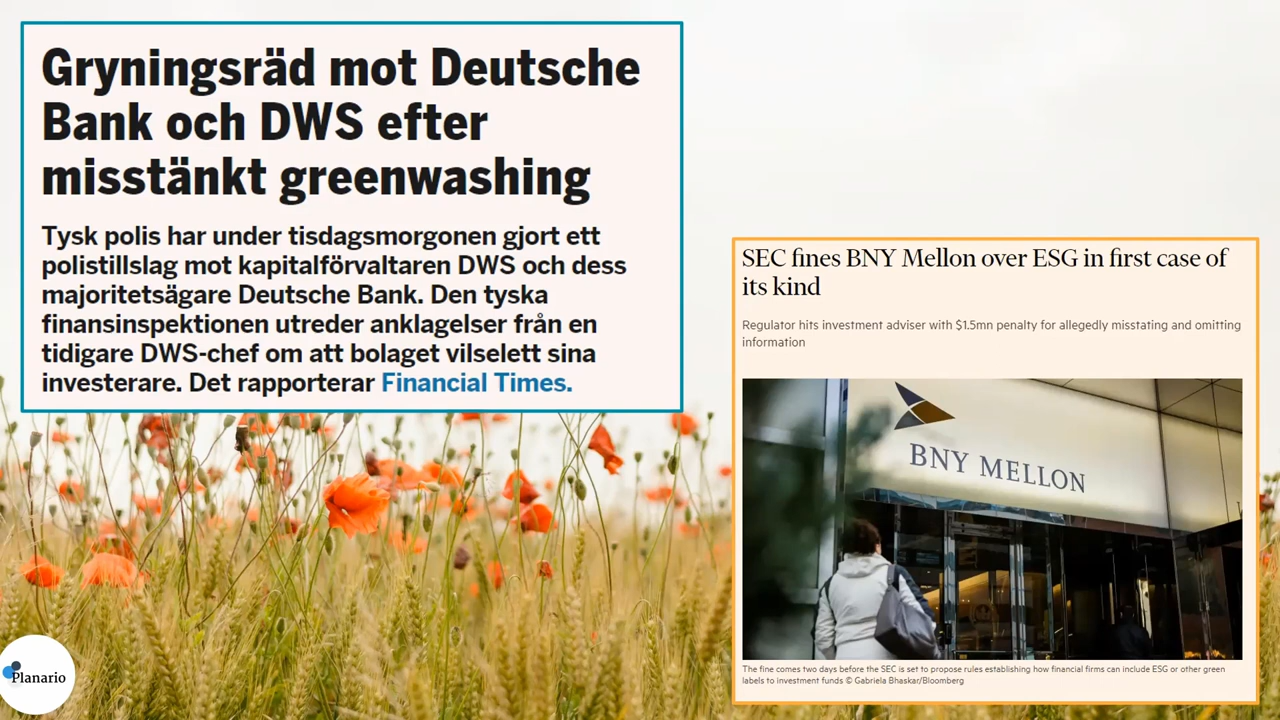 Gryningsräd mot Deutsche
Bank och DWS efter
misstänkt greenwashing
Tysk polis har under tisdagsmorgonen gjort ett
polistillslag mot kapitalförvaltaren DWS och dess
majoritetsägare Deutsche Bank. Den tyska
finansinspektionen utreder anklagelser från en
tidigare DWS-chef om att bolaget vilselett sina
investerare. Det rapporterar Financial Times.
SEC fines BNY Mellon over ESG in first case of
its kind
Regulator hits investment adviser with $1.5mn penalty for allegedly misstating and omitting
information
BNY MELLON
The fine comes two days before the SEC is set to propose rules establishing how financial firms can include ESG or other green
labels to investment funds © Gabriela Bhaskar/Bloomberg
Planario